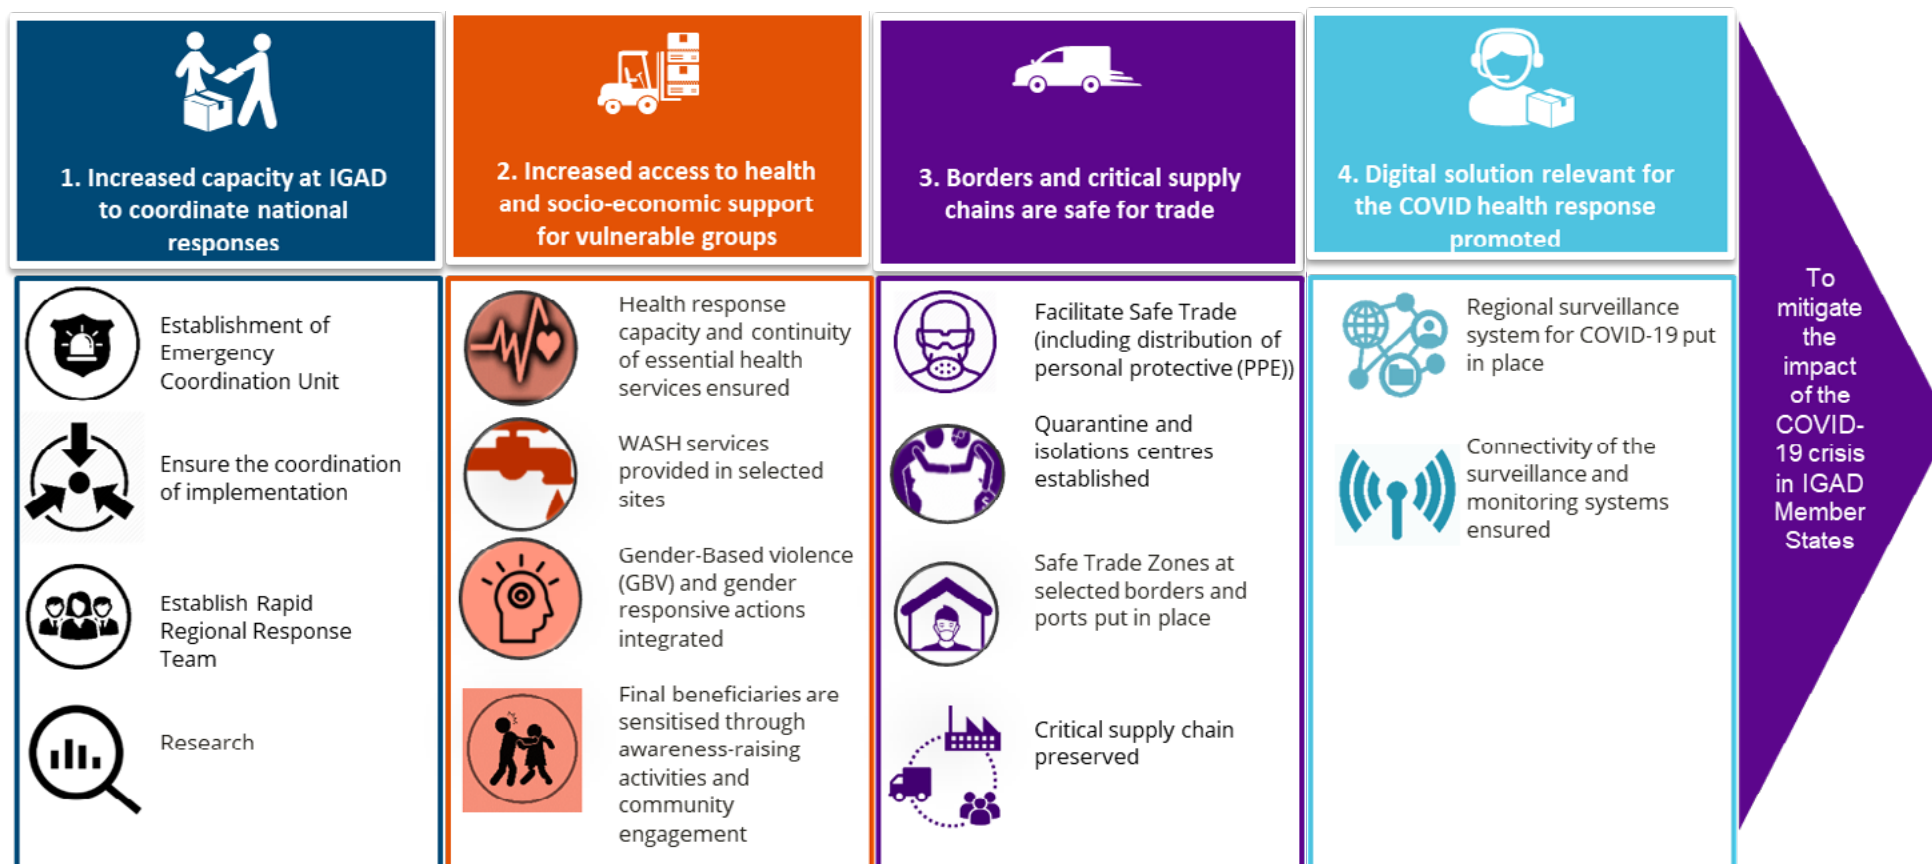 1. Increased capacity at IGAD
to coordinate national
responses
Establishment of
Emergency
Coordination Unit
Ensure the coordination
of implementation
Establish Rapid
Regional Response
Team
Research
2. Increased access to health
and socio-economic support
for vulnerable groups
Health response
capacity and continuity
of essential health
services ensured
WASH services
provided in selected
sites
Gender-Based violence
(GBV) and gender
responsive actions
integrated
Final beneficiaries are
sensitised through
awareness-raising
activities and
community
engagement
3. Borders and critical supply
chains are safe for trade
Facilitate Safe Trade
(including distribution of
personal protective (PPE))
Quarantine and
isolations centres
established
Safe Trade Zones at
selected borders and
ports put in place
Critical supply chain
preserved
4. Digital solution relevant for
the COVID health response
promoted
Regional surveillance
system for COVID-19 put
in place
Connectivity of the
surveillance and
monitoring systems
ensured
To
mitigate
the
impact
of the
COVID-
19 crisis
in IGAD
Member
States